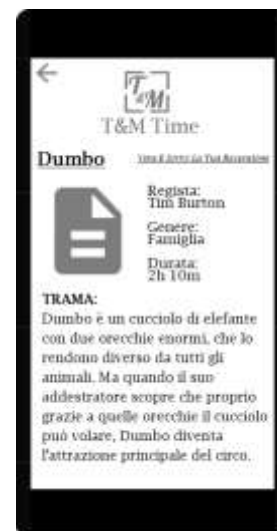 T&M
T&M Time
Dumbo
Regista:
Tim Burton
Genere:
Famiglia
Durata:
2h 10m
TRAMA:
Dumbo è un cucciolo di elefante
con due orecchie enormi, che lo
rendono diverso da tutti gli
animali. Ma quando il suo
addestratore scopre che proprio
grazie a quelle orecchie il cucciolo
può volare, Dumbo diventa
l'attrazione principale del circo.